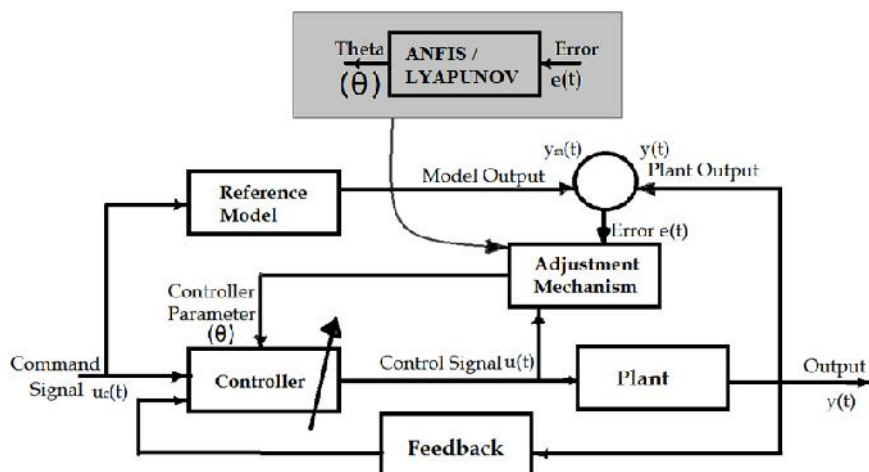 Theta
(θ)
ANFIS /
LYAPUNOV
Error
e(t)
yₘ(t)
y(t)
Model Output
Plant Output
Reference
Model
Error e(t)
Adjustment
Mechanism
Controller
Parameter
(θ)
Command
Signal u꜀(t)
Controller
Control Signal u(t)
Plant
Output
y(t)
Feedback